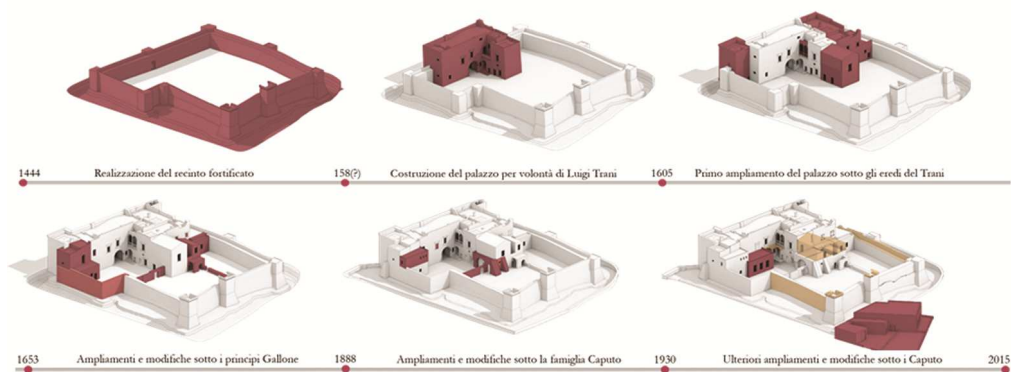 1444 Realizzazione del recinto fortificato 158(?) Costruzione del palazzo per volontà di Luigi Trani 1605 Primo ampliamento del palazzo sotto gli eredi del Trani
1653 Ampliamenti e modifiche sotto i principi Gallone 1888 Ampliamenti e modifiche sotto la famiglia Caputo 1930 Ulteriori ampliamenti e modifiche sotto i Caputo 2015